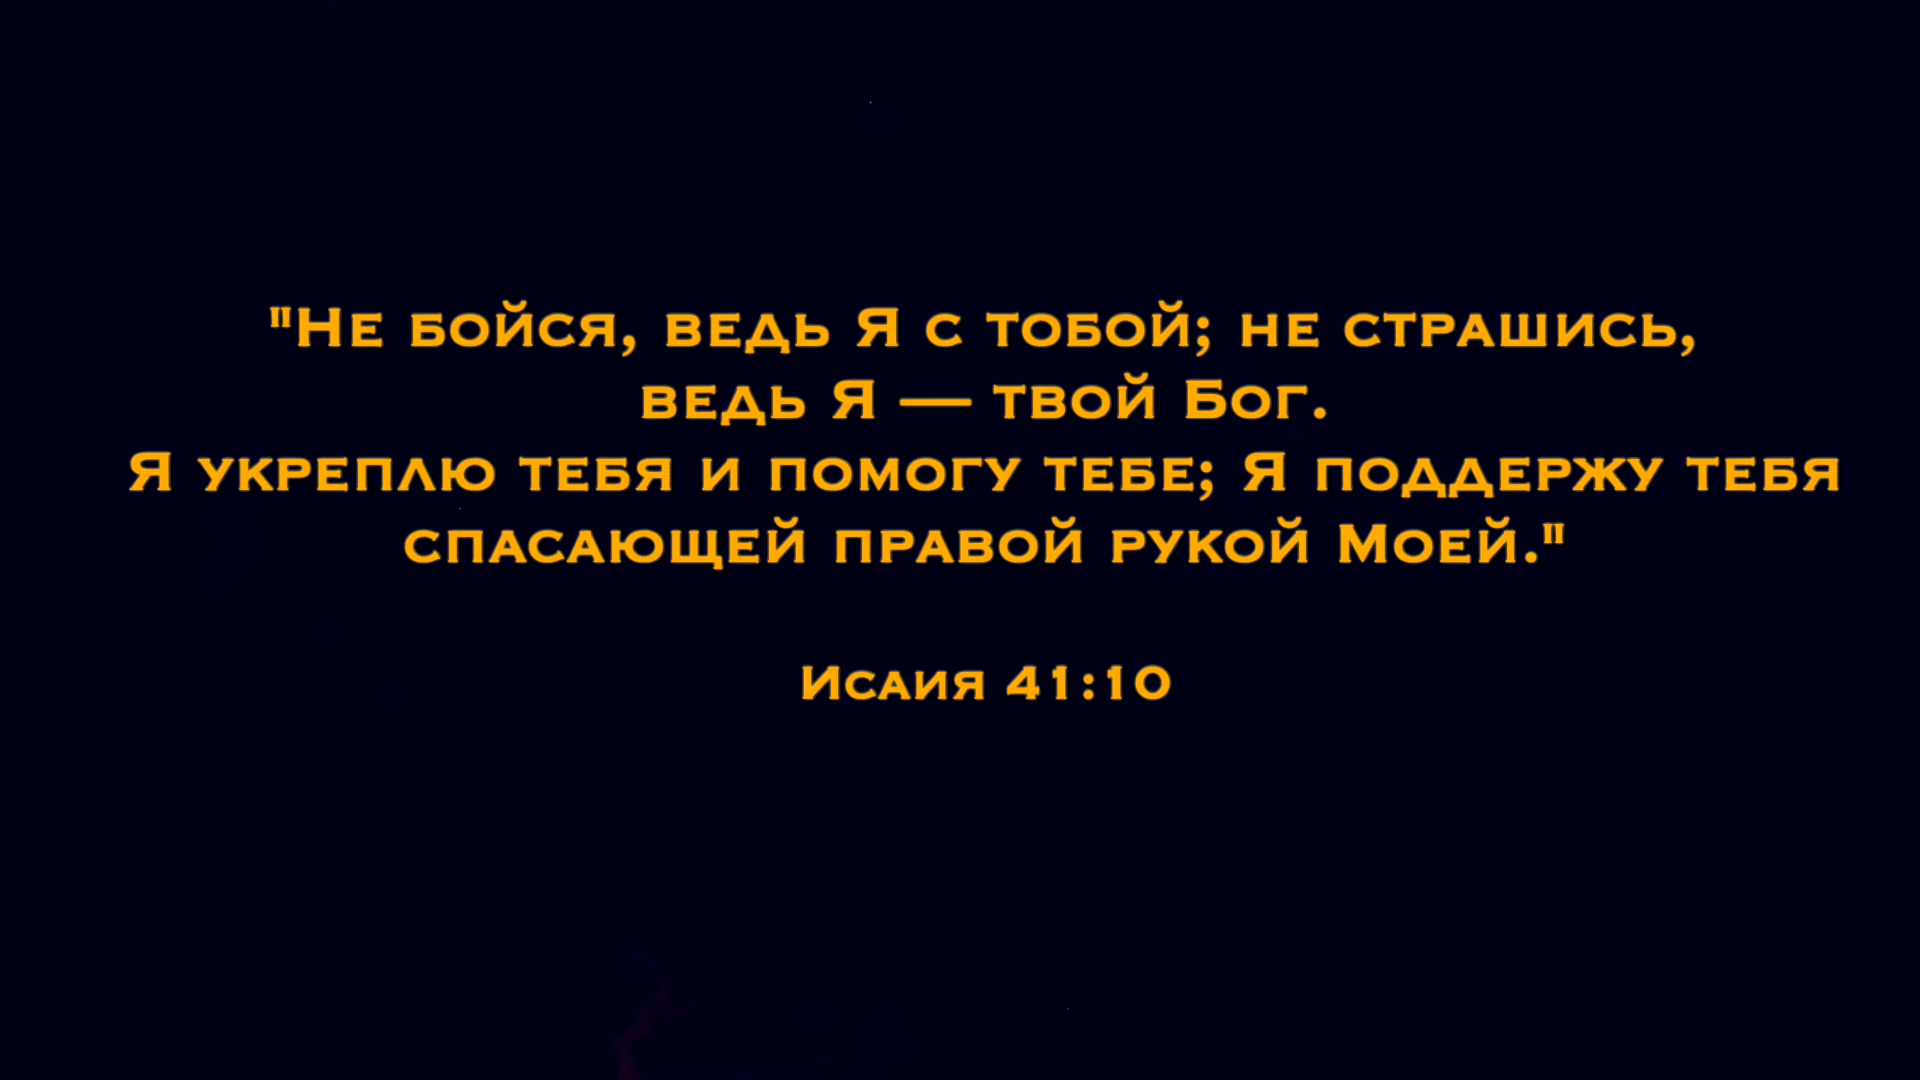 "Не бойся, ведь Я с тобой; не страшись,
ведь Я — твой Бог.
Я укреплю тебя и помогу тебе; Я поддержу тебя
спасающей правой рукой Моей."
Исаия 41:10